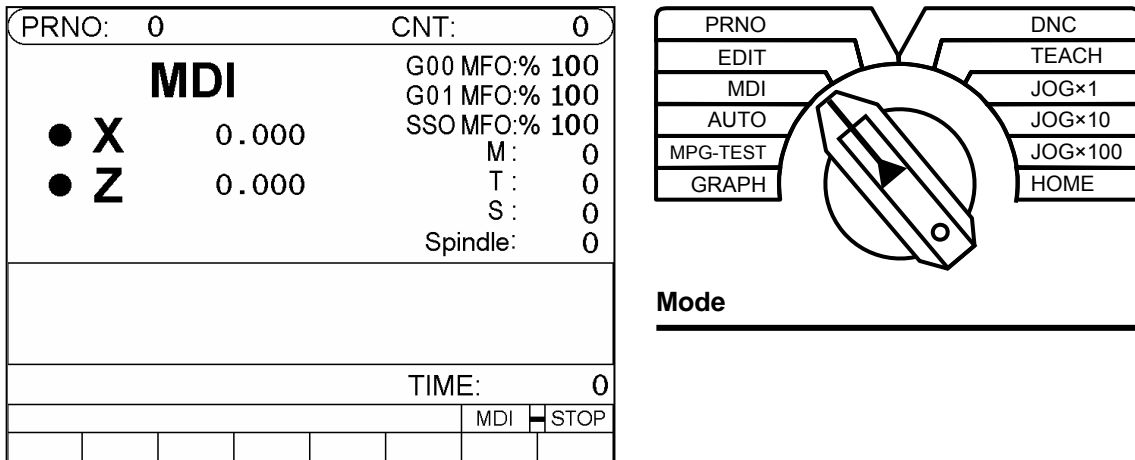 PRNO: 0 CNT: 0
MDI
G00 MFO:% 100
G01 MFO:% 100
SSO MFO:% 100
X 0.000
M: 0
Z 0.000
T: 0
S: 0
Spindle: 0
TIME: 0
MDI STOP
PRNO
EDIT
MDI
AUTO
MPG-TEST
GRAPH
DNC
TEACH
JOG×1
JOG×10
JOG×100
HOME
Mode